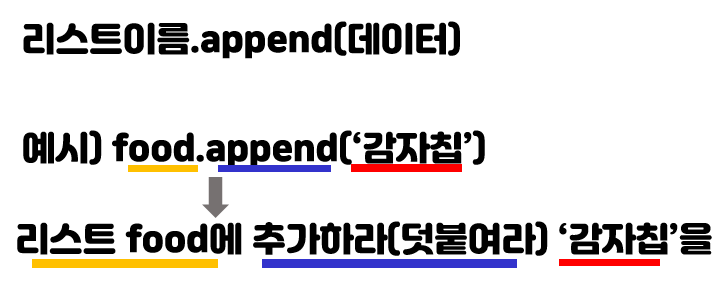 리스트이름.append(데이터)
예시) food.append(‘감자칩’)
리스트 food에 추가하라(덧붙여라) ‘감자칩’을